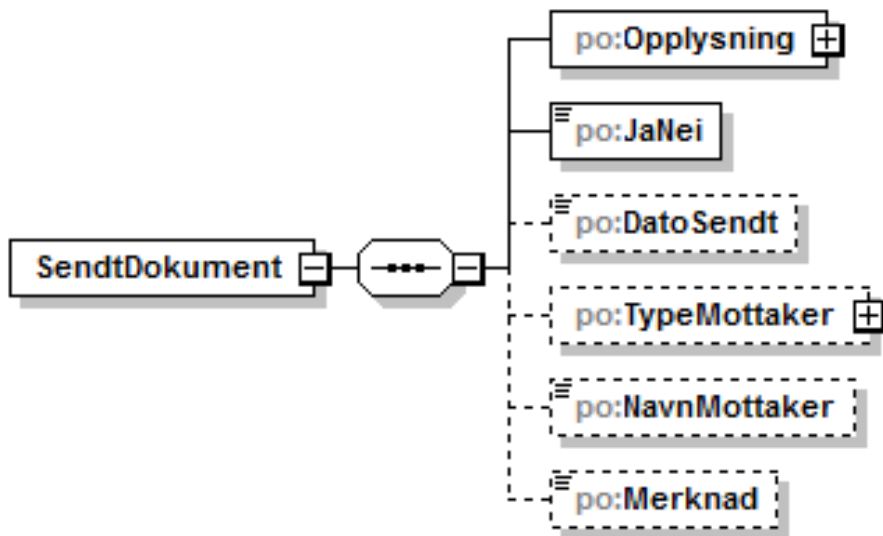 po:Opplysning
po:JaNei
po:DatoSendt
SendtDokument
po:TypeMottaker
po:NavnMottaker
po:Merknad